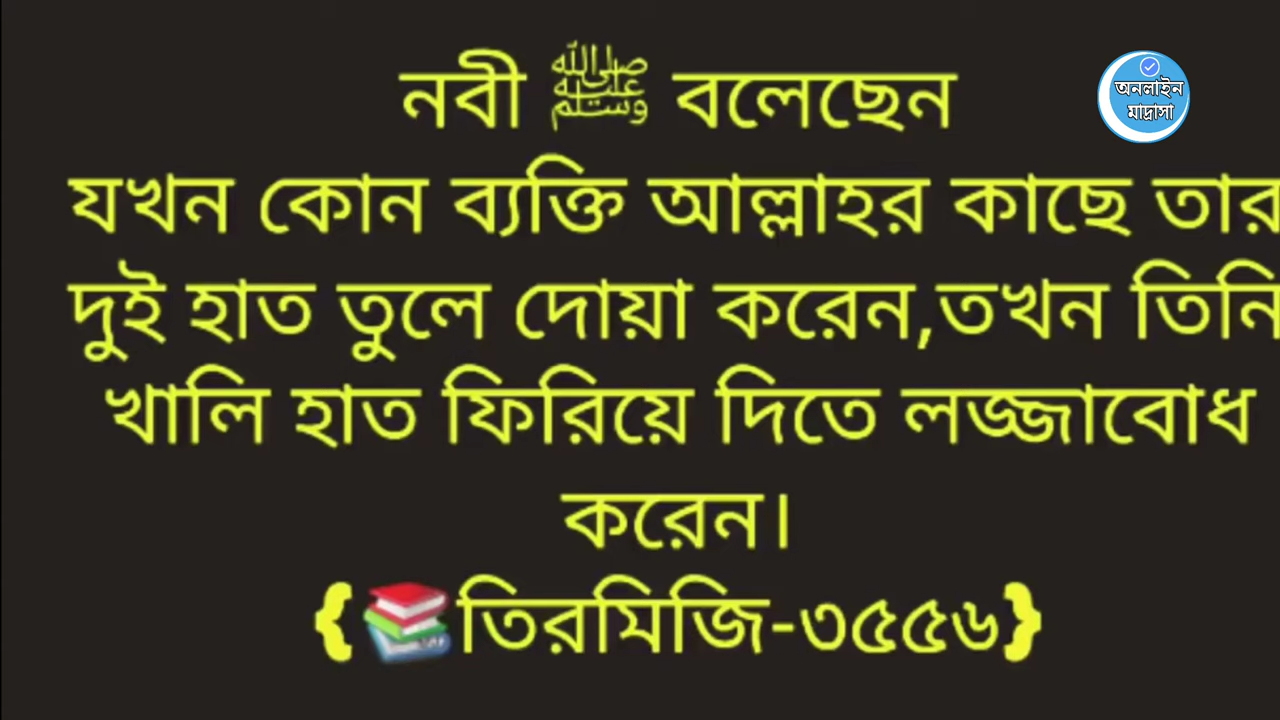 নবী ﷺ বলেছেন
অনলাইন
মাদ্রাসা
যখন কোন ব্যক্তি আল্লাহর কাছে তার
দুই হাত তুলে দোয়া করেন,তখন তিনি
খালি হাত ফিরিয়ে দিতে লজ্জাবোধ
করেন।
{📚তিরমিজি-৩৫৫৬}